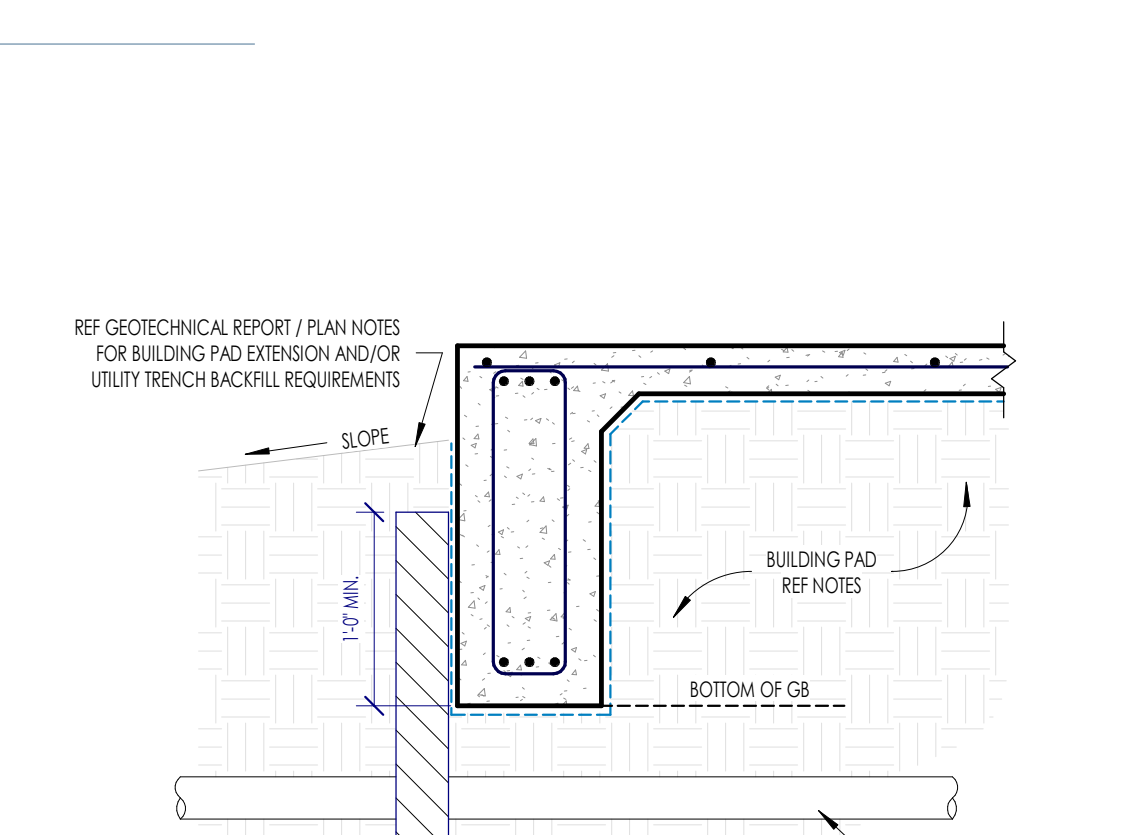 REF GEOTECHNICAL REPORT / PLAN NOTES
FOR BUILDING PAD EXTENSION AND/OR
UTILITY TRENCH BACKFILL REQUIREMENTS
SLOPE
1'-0" MIN.
BUILDING PAD
REF NOTES
BOTTOM OF GB